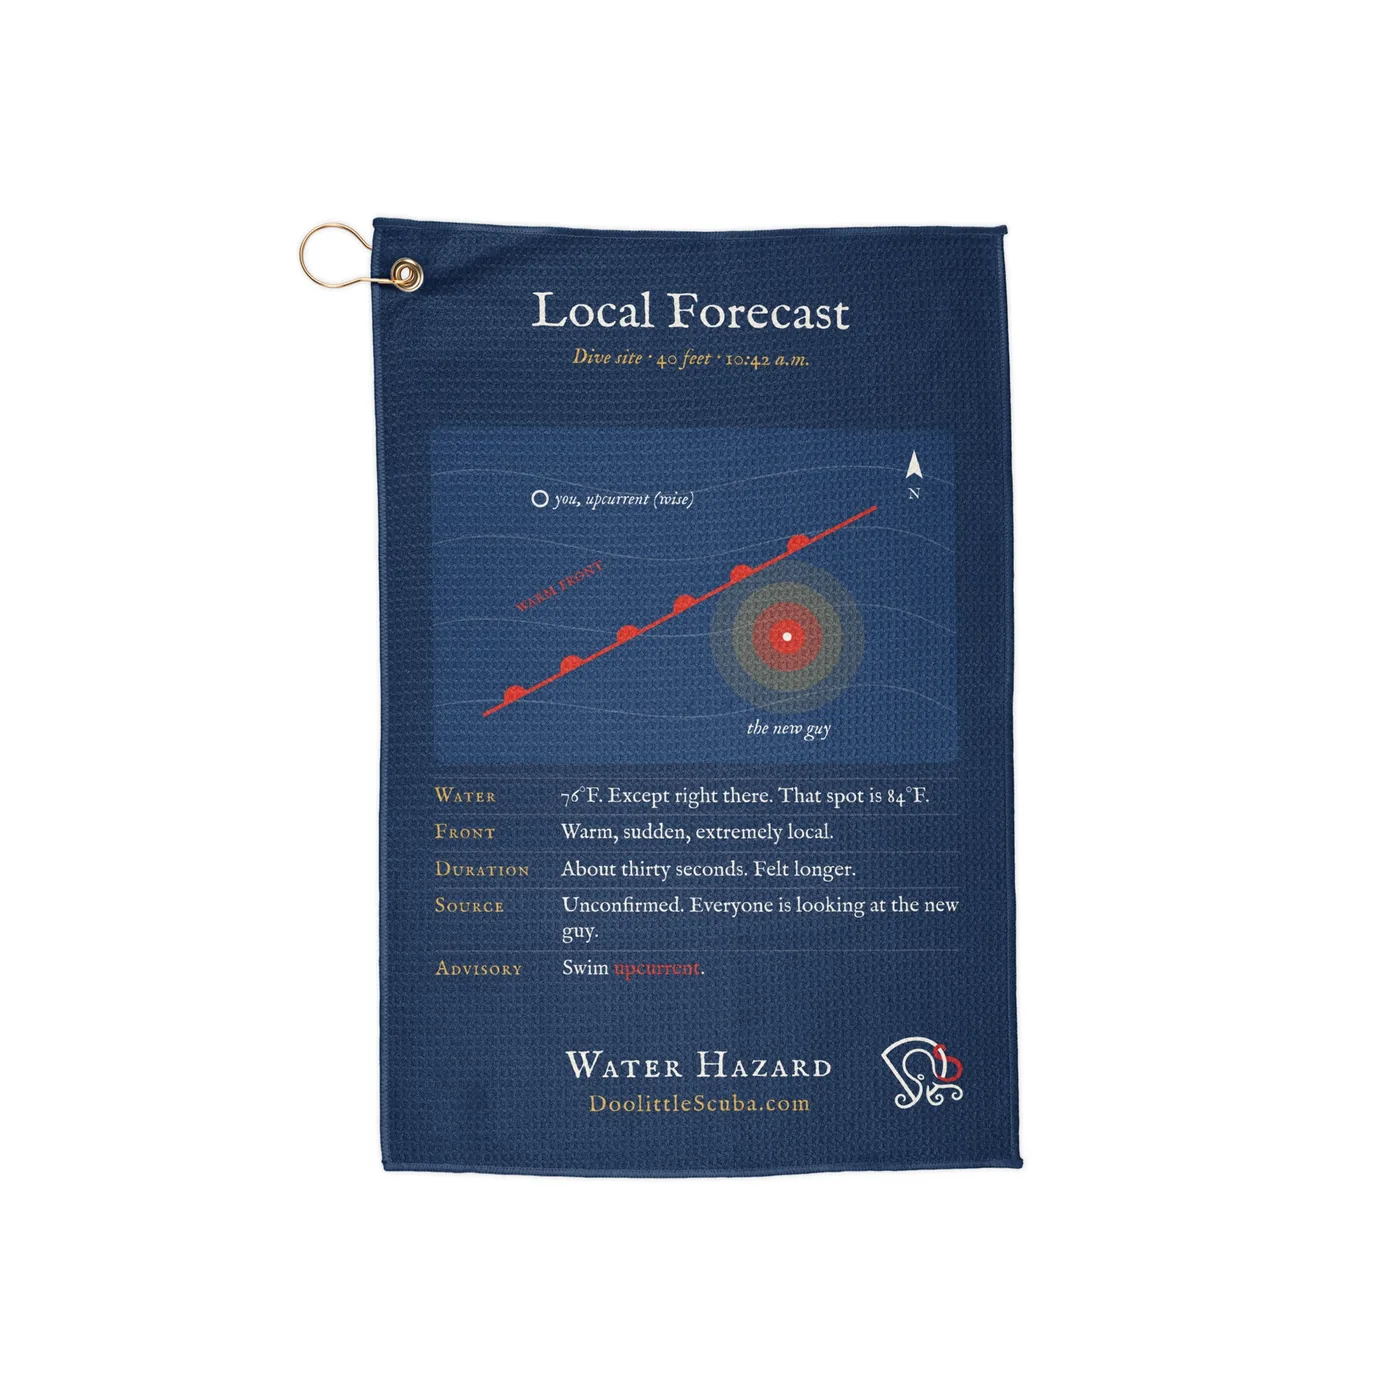 Local Forecast
Dive site · 40 feet · 10:42 a.m.
N
you, upcurrent (wise)
WARM FRONT
the new guy
WATER 76°F. Except right there. That spot is 84°F.
FRONT Warm, sudden, extremely local.
DURATION About thirty seconds. Felt longer.
SOURCE Unconfirmed. Everyone is looking at the new
guy.
ADVISORY Swim upcurrent.
WATER HAZARD
DoolittleScuba.com